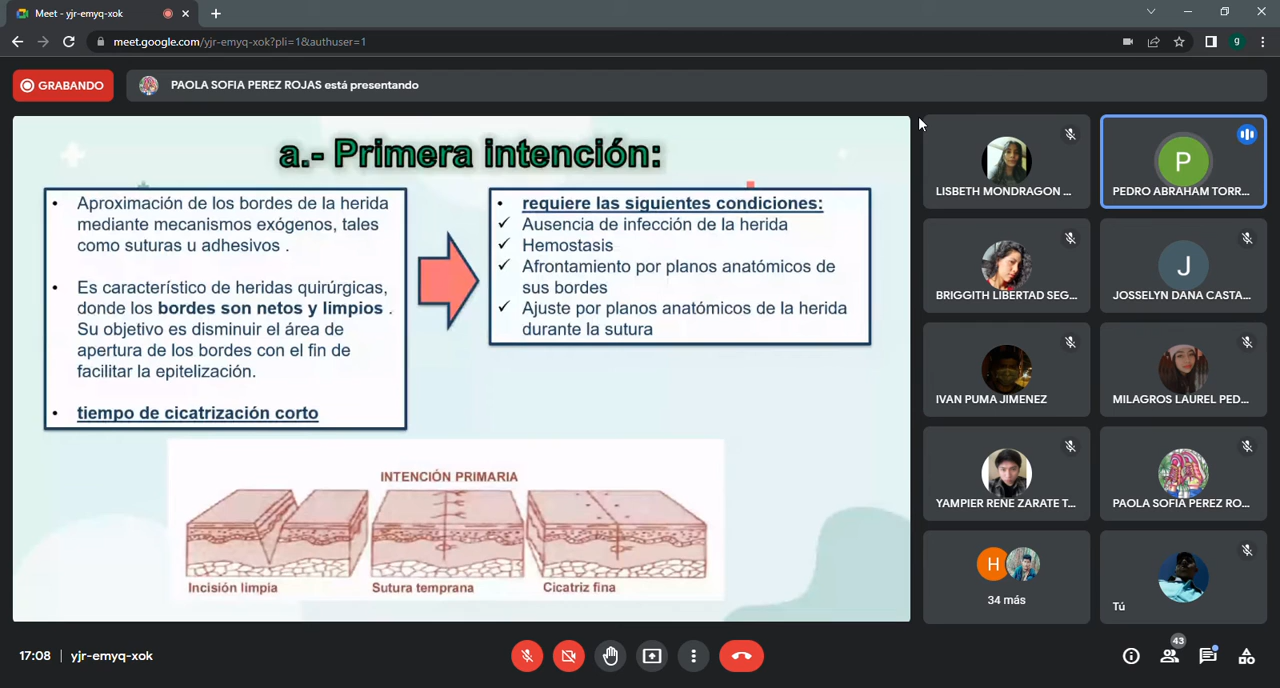 Meet - yjr-emyq-xok
meet.google.com/yjr-emyq-xok?pli=1&authuser=1
g
GRABANDO
PAOLA SOFIA PEREZ ROJAS está presentando
a.- Primera intención:
• Aproximación de los bordes de la herida
mediante mecanismos exógenos, tales
como suturas u adhesivos .
• Es característico de heridas quirúrgicas,
donde los bordes son netos y limpios .
Su objetivo es disminuir el área de
apertura de los bordes con el fin de
facilitar la epitelización.
• tiempo de cicatrización corto
• requiere las siguientes condiciones:
✓ Ausencia de infección de la herida
✓ Hemostasis
✓ Afrontamiento por planos anatómicos de
sus bordes
✓ Ajuste por planos anatómicos de la herida
durante la sutura
INTENCIÓN PRIMARIA
Incisión limpia
Sutura temprana
Cicatriz fina
LISBETH MONDRAGON ...
P
PEDRO ABRAHAM TORR...
BRIGGITH LIBERTAD SEG...
J
JOSSELYN DANA CASTA...
IVAN PUMA JIMENEZ
MILAGROS LAUREL PED...
YAMPIER RENE ZARATE T...
PAOLA SOFIA PEREZ RO...
H
34 más
Tú
17:08 | yjr-emyq-xok
43